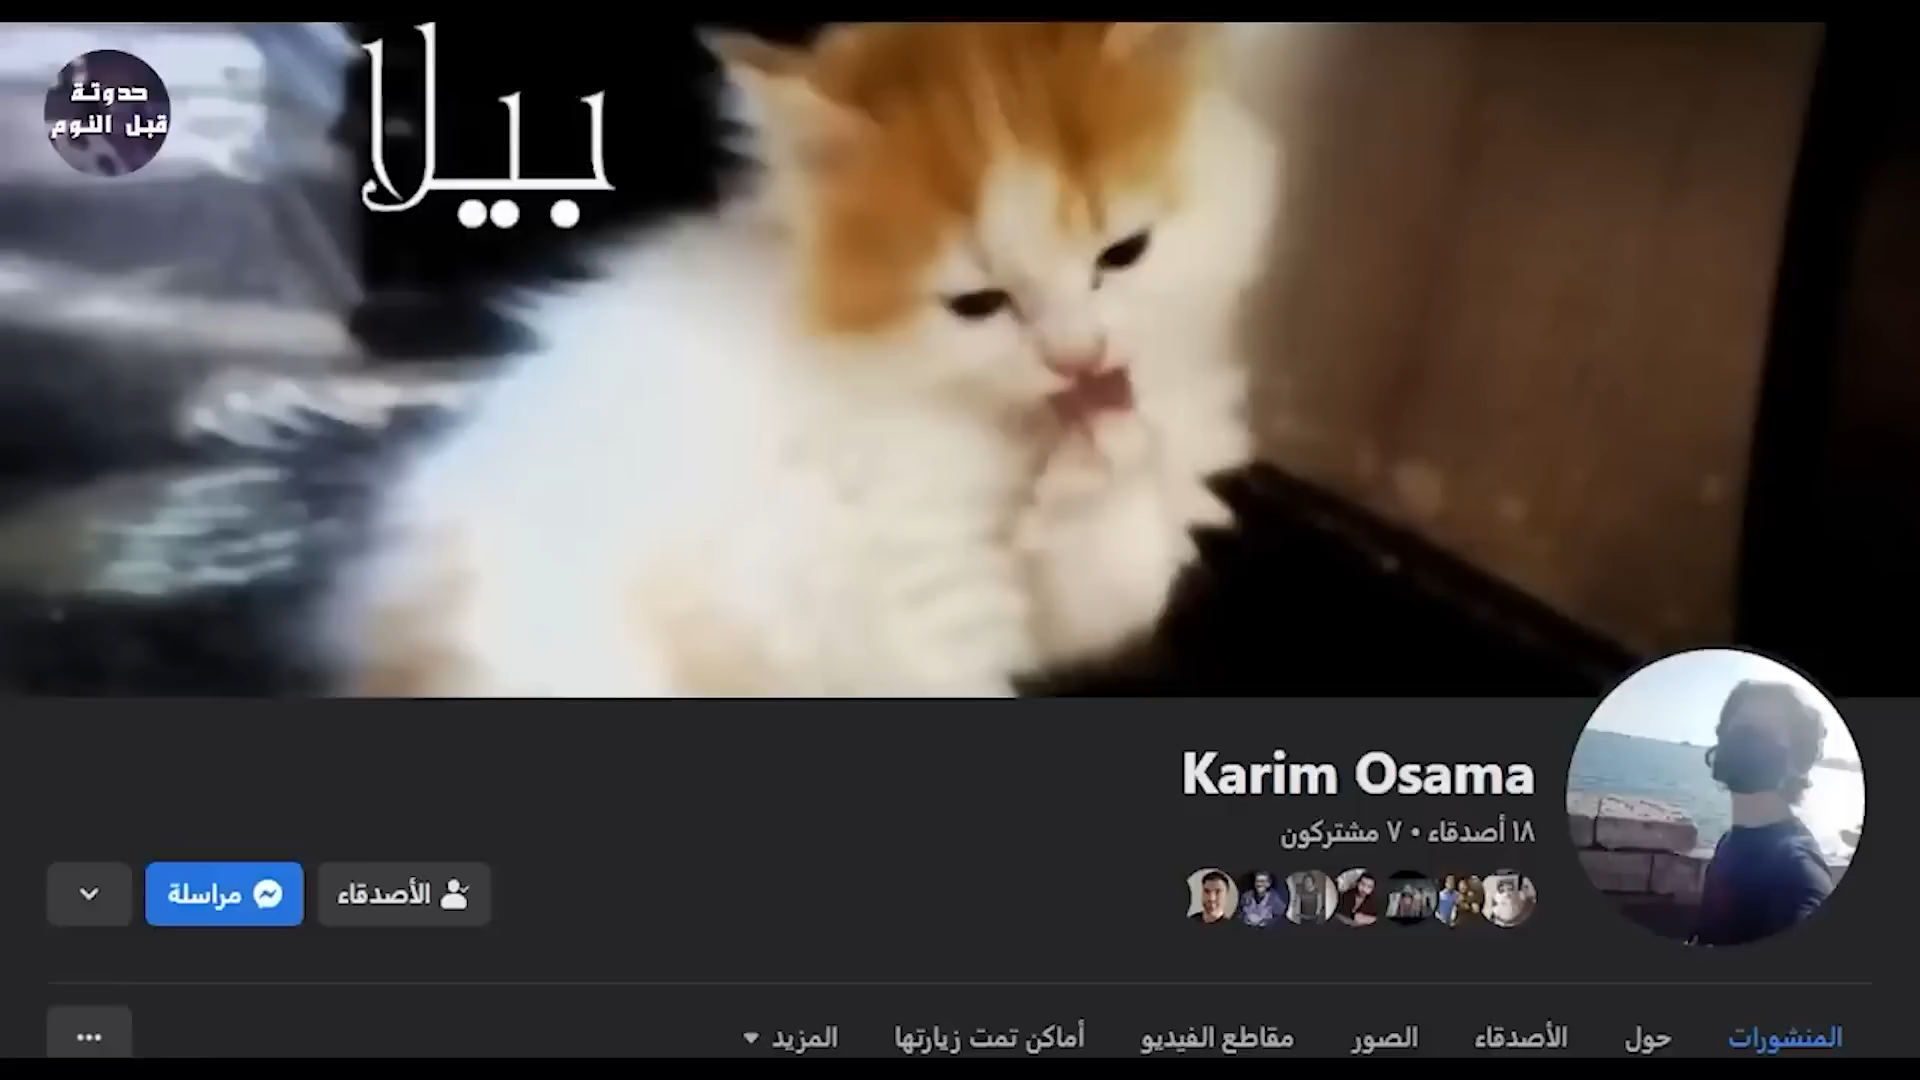 حدوتة
قبل النوم
بيلا
Karim Osama
١٨ أصدقاء • ٧ مشتركون
الأصدقاء
مراسلة
المنشورات
حول
الأصدقاء
الصور
مقاطع الفيديو
أماكن تمت زيارتها
المزيد